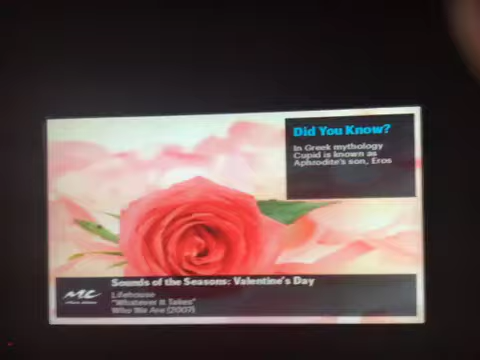 Did You Know?
In Greek mythology
Cupid is known as
Aphrodite's son, Eros
Sounds of the Seasons: Valentine's Day
Lifehouse
"Whatever It Takes"
Who We Are (2007)
MC